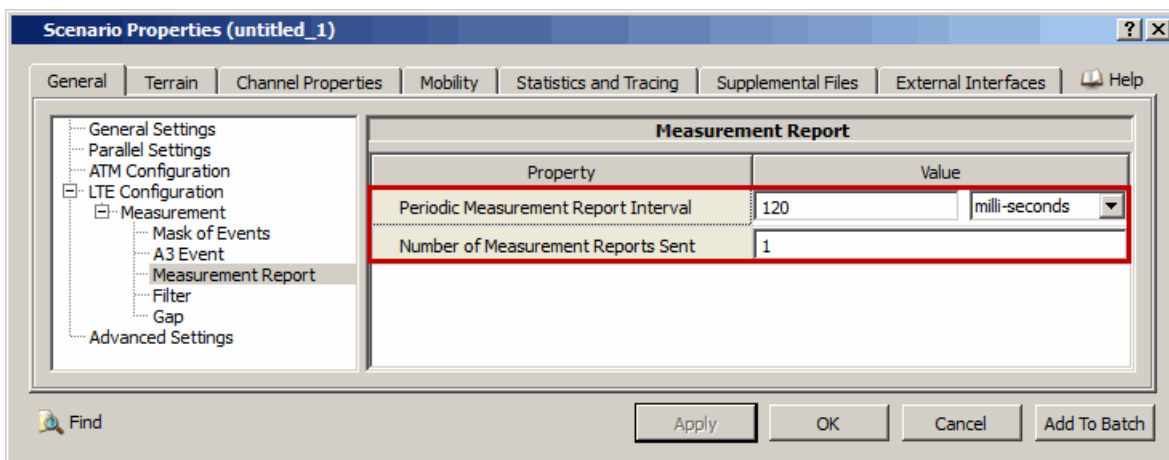 Scenario Properties (untitled_1)
? X
General Terrain Channel Properties Mobility Statistics and Tracing Supplemental Files External Interfaces Help
General Settings
Parallel Settings
ATM Configuration
LTE Configuration
Measurement
Mask of Events
A3 Event
Measurement Report
Filter
Gap
Advanced Settings
Measurement Report
Property Value
Periodic Measurement Report Interval 120 milli-seconds
Number of Measurement Reports Sent 1
Find Apply OK Cancel Add To Batch